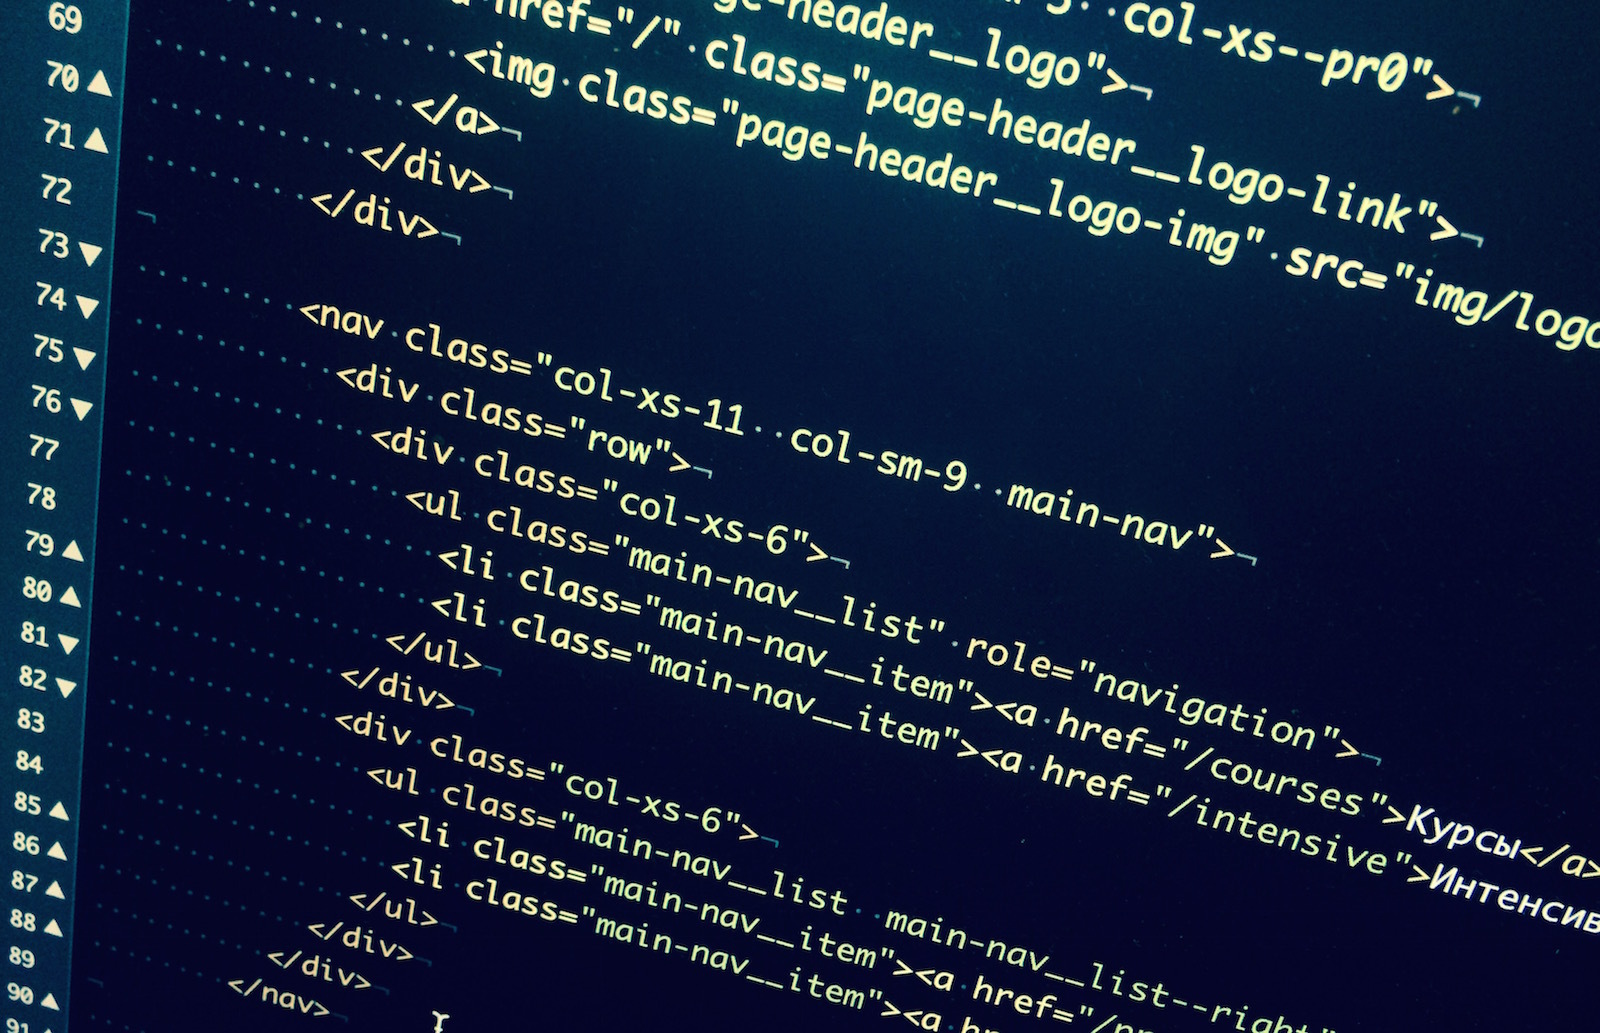 col-xs--pr0">
-header__logo">
href="/" class="page-header__logo-link">
<img class="page-header__logo-img" src="img/logo
69 </a>
70 </div>
71 </div>
72
73 <nav class="col-xs-11  col-sm-9  main-nav">
74 <div class="row">
75 <div class="col-xs-6">
76 <ul class="main-nav__list" role="navigation">
77 <li class="main-nav__item"><a href="/courses">Курсы</a>
78 <li class="main-nav__item"><a href="/intensive">Интенсив
79 </ul>
80 </div>
81 <div class="col-xs-6">
82 <ul class="main-nav__list  main-nav__list--right"
83 <li class="main-nav__item"><a href="/
84 <li class="main-nav__item"><a
85 </ul>
86 </div>
87 </div>
88 </nav>
89
90
91